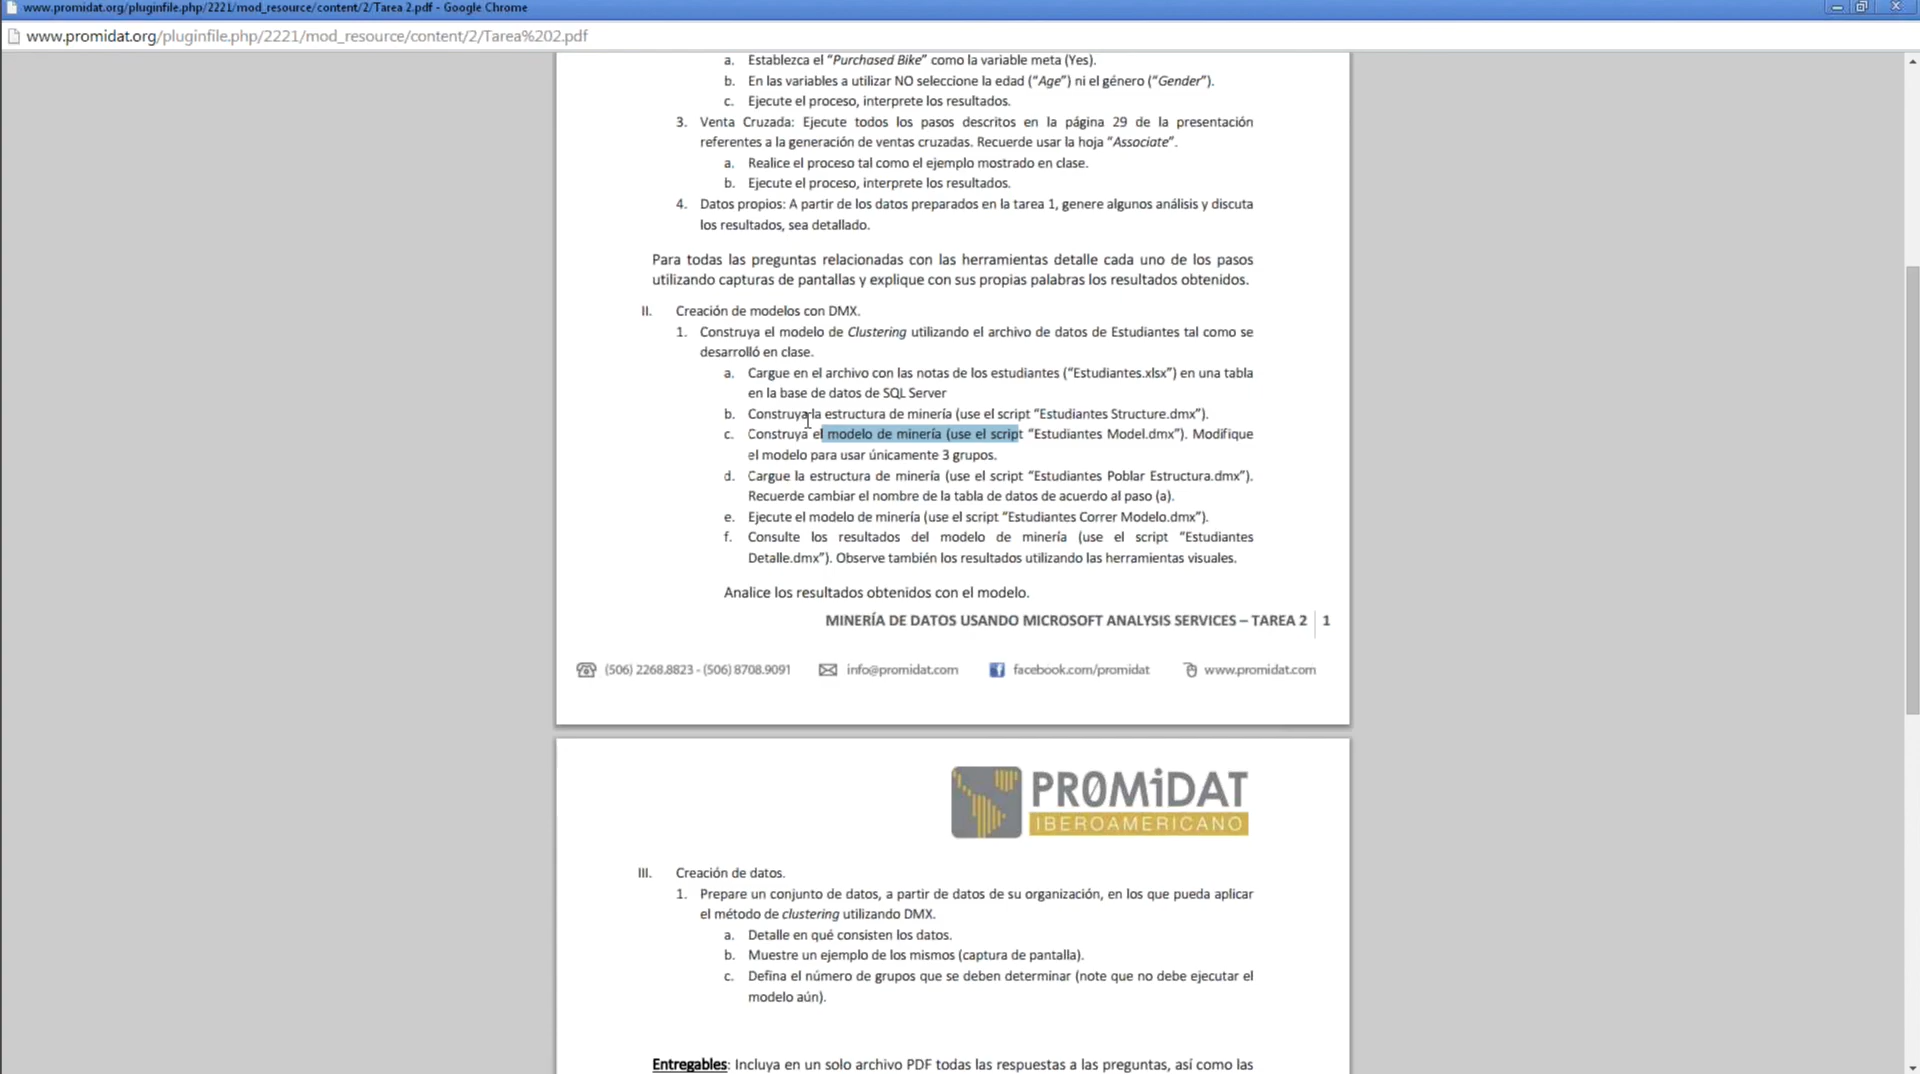 www.promidat.org/pluginfile.php/2221/mod_resource/content/2/Tarea 2.pdf - Google Chrome
www.promidat.org/pluginfile.php/2221/mod_resource/content/2/Tarea%202.pdf
a. Establezca el “Purchased Bike” como la variable meta (Yes).
b. En las variables a utilizar NO seleccione la edad (“Age”) ni el género (“Gender”).
c. Ejecute el proceso, interprete los resultados.
3. Venta Cruzada: Ejecute todos los pasos descritos en la página 29 de la presentación
referentes a la generación de ventas cruzadas. Recuerde usar la hoja “Associate”.
a. Realice el proceso tal como el ejemplo mostrado en clase.
b. Ejecute el proceso, interprete los resultados.
4. Datos propios: A partir de los datos preparados en la tarea 1, genere algunos análisis y discuta
los resultados, sea detallado.
Para todas las preguntas relacionadas con las herramientas detalle cada uno de los pasos
utilizando capturas de pantallas y explique con sus propias palabras los resultados obtenidos.
II. Creación de modelos con DMX.
1. Construya el modelo de Clustering utilizando el archivo de datos de Estudiantes tal como se
desarrolló en clase.
a. Cargue en el archivo con las notas de los estudiantes (“Estudiantes.xlsx”) en una tabla
en la base de datos de SQL Server
b. Construya la estructura de minería (use el script “Estudiantes Structure.dmx”).
c. Construya el modelo de minería (use el script “Estudiantes Model.dmx”). Modifique
el modelo para usar únicamente 3 grupos.
d. Cargue la estructura de minería (use el script “Estudiantes Poblar Estructura.dmx”).
Recuerde cambiar el nombre de la tabla de datos de acuerdo al paso (a).
e. Ejecute el modelo de minería (use el script “Estudiantes Correr Modelo.dmx”).
f. Consulte los resultados del modelo de minería (use el script “Estudiantes
Detalle.dmx”). Observe también los resultados utilizando las herramientas visuales.
Analice los resultados obtenidos con el modelo.
MINERÍA DE DATOS USANDO MICROSOFT ANALYSIS SERVICES – TAREA 2 1
(506) 2268.8823 - (506) 8708.9091 info@promidat.com facebook.com/promidat www.promidat.com
PR0MiDAT
IBEROAMERICANO
III. Creación de datos.
1. Prepare un conjunto de datos, a partir de datos de su organización, en los que pueda aplicar
el método de clustering utilizando DMX.
a. Detalle en qué consisten los datos.
b. Muestre un ejemplo de los mismos (captura de pantalla).
c. Defina el número de grupos que se deben determinar (note que no debe ejecutar el
modelo aún).
Entregables: Incluya en un solo archivo PDF todas las respuestas a las preguntas, así como las